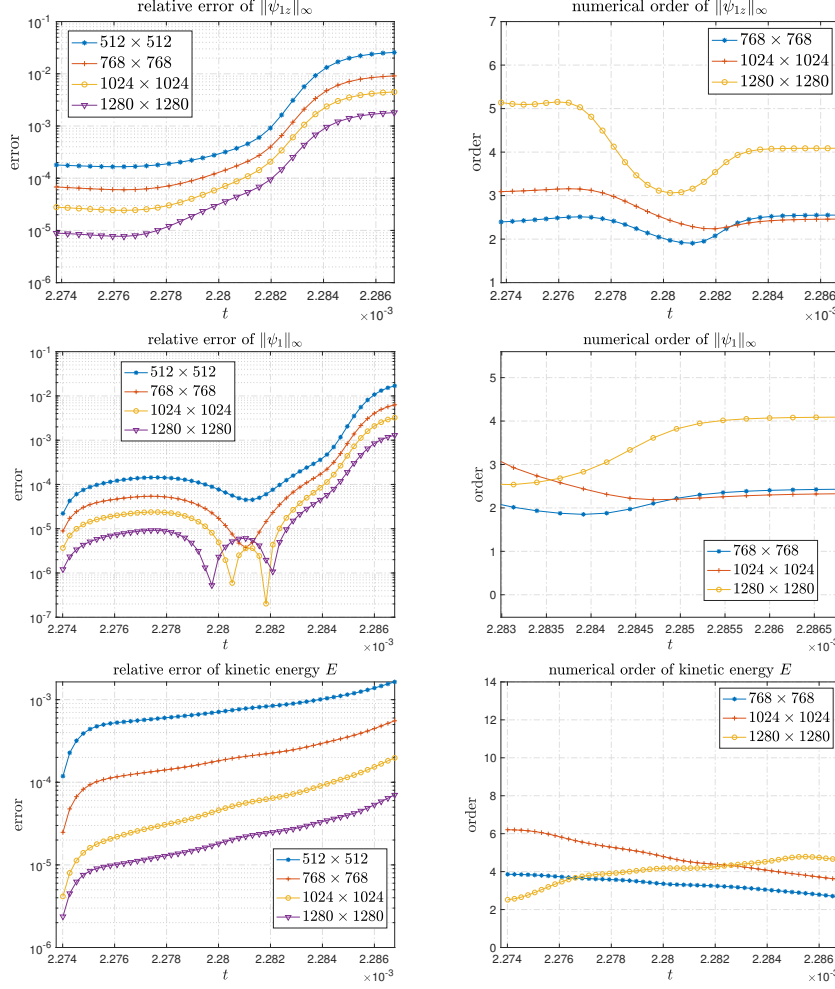 relative error of ‖ψ₁z‖∞
10⁻¹
10⁻²
10⁻³
10⁻⁴
10⁻⁵
10⁻⁶
error
512 × 512
768 × 768
1024 × 1024
1280 × 1280
2.274 2.276 2.278 2.28 2.282 2.284 2.286
t
×10⁻³
numerical order of ‖ψ₁z‖∞
7
6
5
4
3
2
1
order
768 × 768
1024 × 1024
1280 × 1280
2.274 2.276 2.278 2.28 2.282 2.284 2.286
t
×10⁻³
relative error of ‖ψ₁‖∞
10⁻¹
10⁻²
10⁻³
10⁻⁴
10⁻⁵
10⁻⁶
10⁻⁷
error
512 × 512
768 × 768
1024 × 1024
1280 × 1280
2.274 2.276 2.278 2.28 2.282 2.284 2.286
t
×10⁻³
numerical order of ‖ψ₁‖∞
5
4
3
2
1
0
order
768 × 768
1024 × 1024
1280 × 1280
2.283 2.2835 2.284 2.2845 2.285 2.2855 2.286 2.2865
t
×10⁻³
relative error of kinetic energy E
10⁻³
10⁻⁴
10⁻⁵
10⁻⁶
error
512 × 512
768 × 768
1024 × 1024
1280 × 1280
2.274 2.276 2.278 2.28 2.282 2.284 2.286
t
×10⁻³
numerical order of kinetic energy E
14
12
10
8
6
4
2
0
order
768 × 768
1024 × 1024
1280 × 1280
2.274 2.276 2.278 2.28 2.282 2.284 2.286
t
×10⁻³